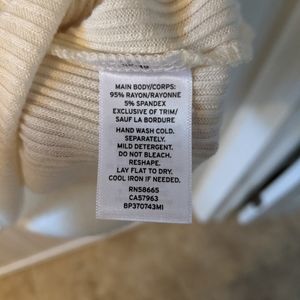 MAIN BODY/CORPS:
95% RAYON/RAYONNE
5% SPANDEX
EXCLUSIVE OF TRIM/
SAUF LA BORDURE
HAND WASH COLD.
SEPARATELY.
MILD DETERGENT.
DO NOT BLEACH.
RESHAPE.
LAY FLAT TO DRY.
COOL IRON IF NEEDED.
RN58665
CA57963
BP370743MI